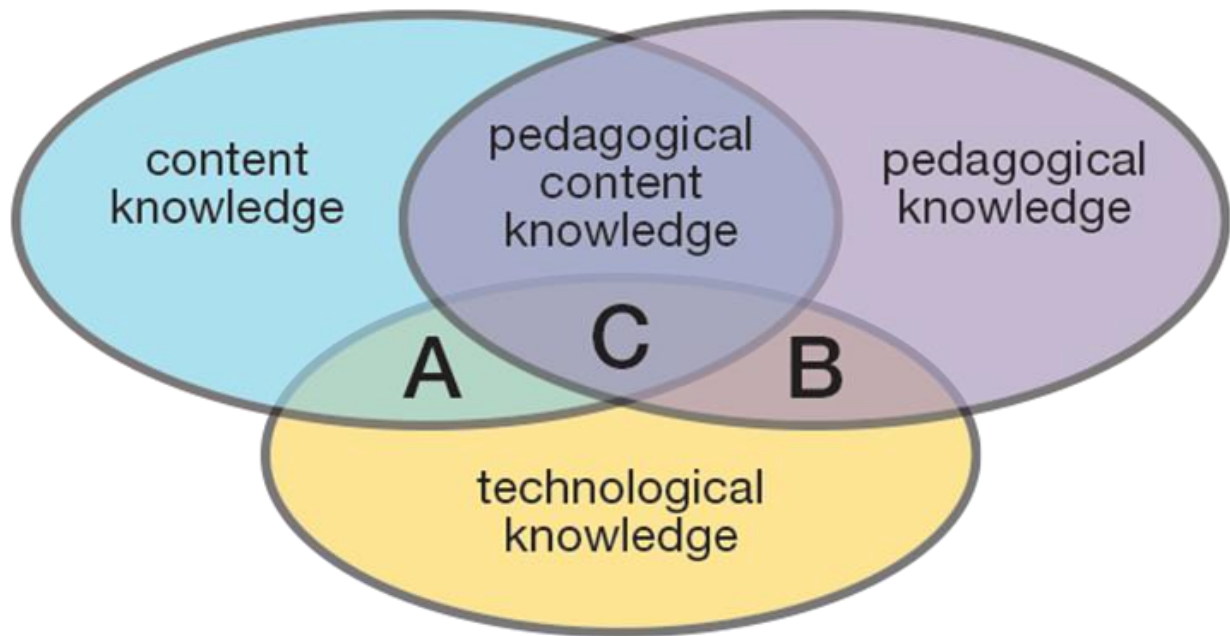 content
knowledge
pedagogical
content
knowledge
pedagogical
knowledge
A
C
B
technological
knowledge